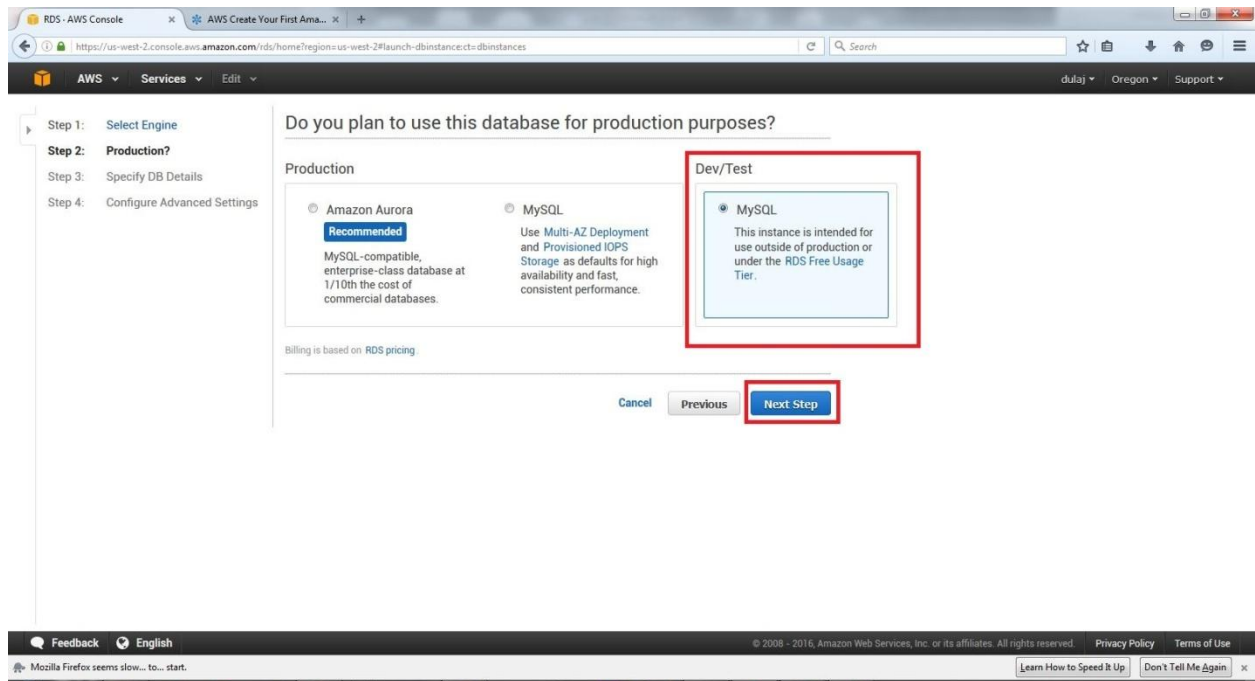 RDS - AWS Console
AWS Create Your First Ama...
https://us-west-2.console.aws.amazon.com/rds/home?region=us-west-2#launch-dbinstance:ct=dbinstances
Search
AWS Services Edit dulaj Oregon Support
Step 1: Select Engine
Step 2: Production?
Step 3: Specify DB Details
Step 4: Configure Advanced Settings
Do you plan to use this database for production purposes?
Production
Amazon Aurora
Recommended
MySQL-compatible,
enterprise-class database at
1/10th the cost of
commercial databases.
MySQL
Use Multi-AZ Deployment
and Provisioned IOPS
Storage as defaults for high
availability and fast,
consistent performance.
Dev/Test
MySQL
This instance is intended for
use outside of production or
under the RDS Free Usage
Tier.
Billing is based on RDS pricing.
Cancel Previous Next Step
Feedback English © 2008 - 2016, Amazon Web Services, Inc. or its affiliates. All rights reserved. Privacy Policy Terms of Use
Mozilla Firefox seems slow... to... start. Learn How to Speed It Up Don't Tell Me Again